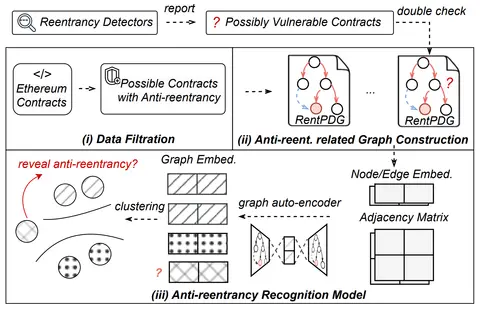 Reentrancy Detectors
report
? Possibly Vulnerable Contracts
double check
</>
Ethereum
Contracts
Possible Contracts
with Anti-reentrancy
(i) Data Filtration
RentPDG
...
?
RentPDG
(ii) Anti-reent. related Graph Construction
reveal anti-reentrancy?
clustering
Graph Embed.
?
graph auto-encoder
Node/Edge Embed.
Adjacency Matrix
(iii) Anti-reentrancy Recognition Model